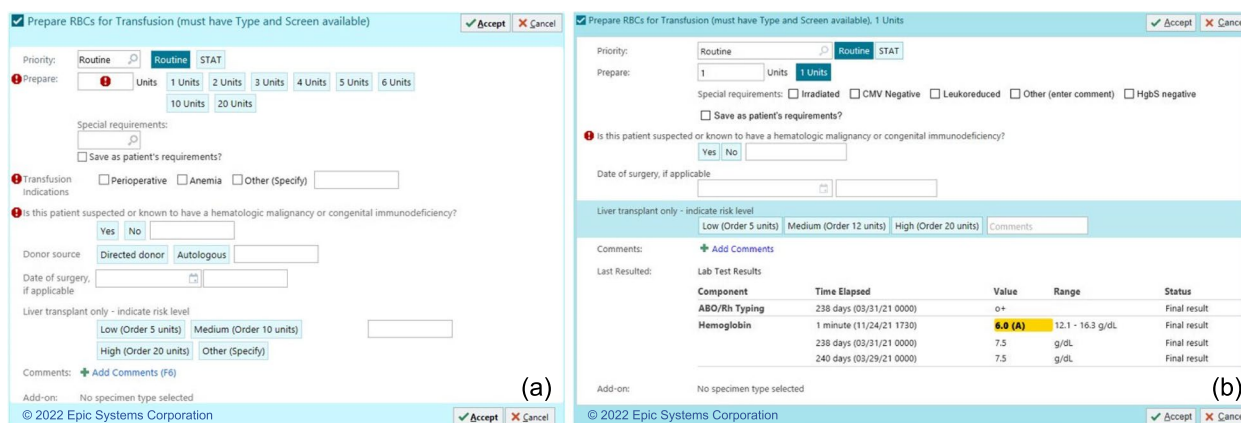 Prepare RBCs for Transfusion (must have Type and Screen available)
Accept Cancel
Priority: Routine Routine STAT
Prepare: Units 1 Units 2 Units 3 Units 4 Units 5 Units 6 Units
10 Units 20 Units
Special requirements:
Save as patient's requirements?
Transfusion Indications Perioperative Anemia Other (Specify)
Is this patient suspected or known to have a hematologic malignancy or congenital immunodeficiency?
Yes No
Donor source Directed donor Autologous
Date of surgery, if applicable
Liver transplant only - indicate risk level
Low (Order 5 units) Medium (Order 10 units)
High (Order 20 units) Other (Specify)
Comments: Add Comments (F6)
(a)
Add-on: No specimen type selected
© 2022 Epic Systems Corporation
Accept Cancel
Prepare RBCs for Transfusion (must have Type and Screen available), 1 Units
Accept Cance
Priority: Routine Routine STAT
Prepare: 1 Units 1 Units
Special requirements: Irradiated CMV Negative Leukoreduced Other (enter comment) HgbS negative
Save as patient's requirements?
Is this patient suspected or known to have a hematologic malignancy or congenital immunodeficiency?
Yes No
Date of surgery, if applicable
Liver transplant only - indicate risk level
Low (Order 5 units) Medium (Order 12 units) High (Order 20 units) Comments
Comments: Add Comments
Last Resulted: Lab Test Results
Component Time Elapsed Value Range Status
ABO/Rh Typing 238 days (03/31/21 0000) o+ Final result
Hemoglobin 1 minute (11/24/21 1730) 6.0 (A) 12.1 - 16.3 g/dL Final result
238 days (03/31/21 0000) 7.5 g/dL Final result
240 days (03/29/21 0000) 7.5 g/dL Final result
Add-on: No specimen type selected
(b)
© 2022 Epic Systems Corporation
Accept Cance